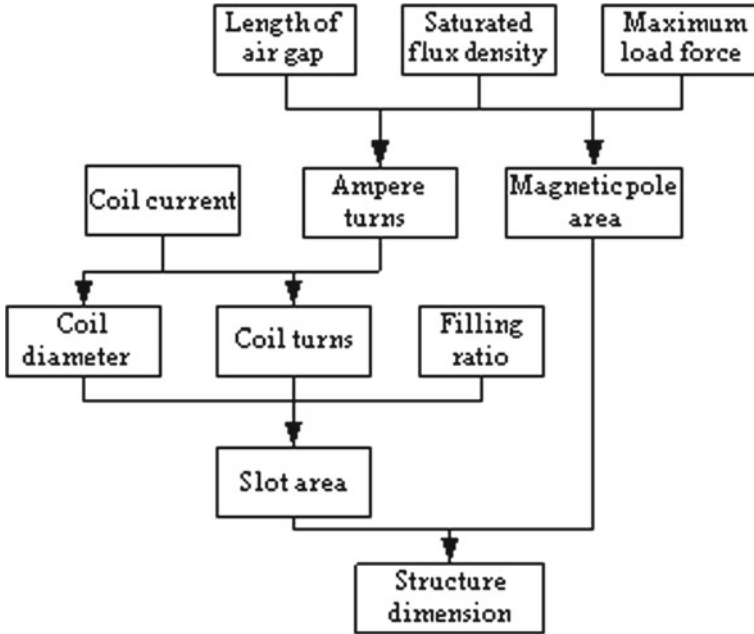 Length of
air gap
Saturated
flux density
Maximum
load force
Coil current
Ampere
turns
Magnetic pole
area
Coil
diameter
Coil turns
Filling
ratio
Slot area
Structure
dimension